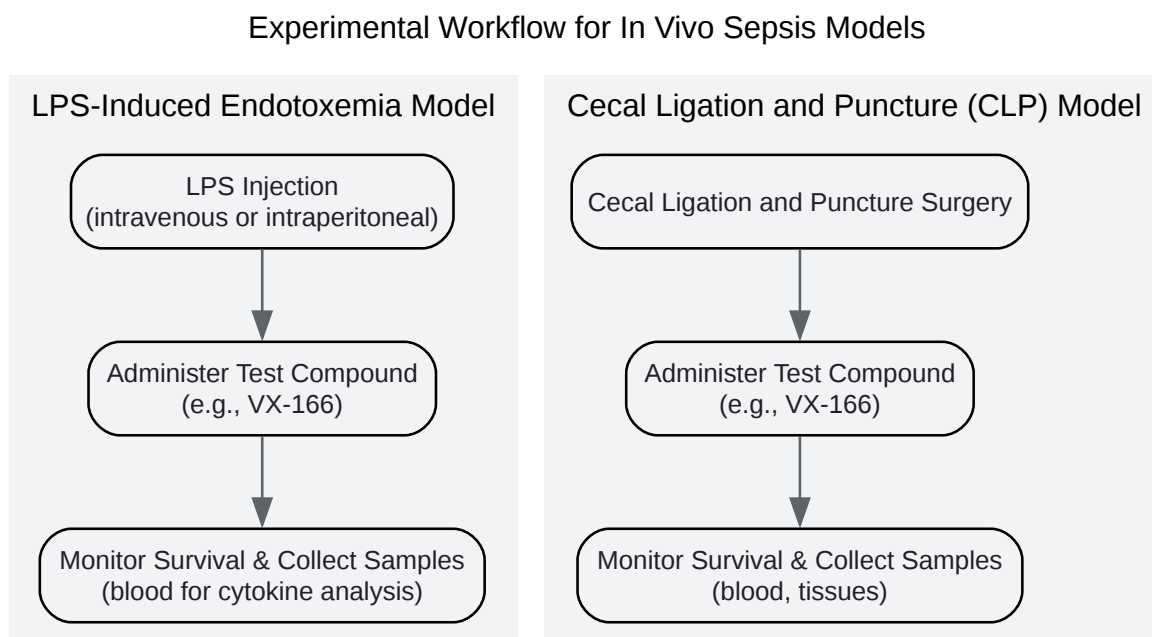 Experimental Workflow for In Vivo Sepsis Models
LPS-Induced Endotoxemia Model
LPS Injection
(intravenous or intraperitoneal)
Administer Test Compound
(e.g., VX-166)
Monitor Survival & Collect Samples
(blood for cytokine analysis)
Cecal Ligation and Puncture (CLP) Model
Cecal Ligation and Puncture Surgery
Administer Test Compound
(e.g., VX-166)
Monitor Survival & Collect Samples
(blood, tissues)